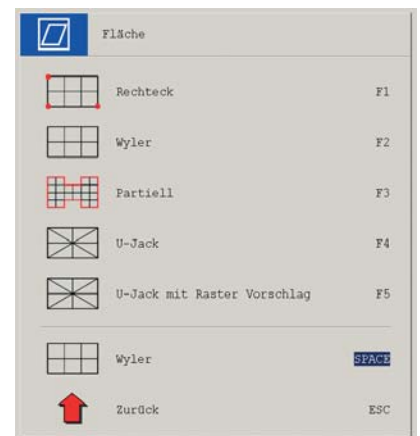 Fläche
Rechteck F1
Wyler F2
Partiell F3
U-Jack F4
U-Jack mit Raster Vorschlag F5
Wyler SPACE
Zurück ESC